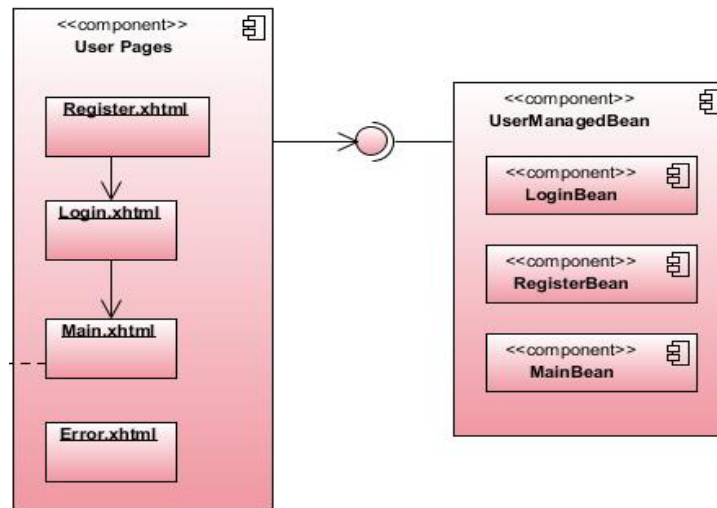 <<component>>
User Pages
Register.xhtml
Login.xhtml
Main.xhtml
Error.xhtml
<<component>>
UserManagedBean
<<component>>
LoginBean
<<component>>
RegisterBean
<<component>>
MainBean